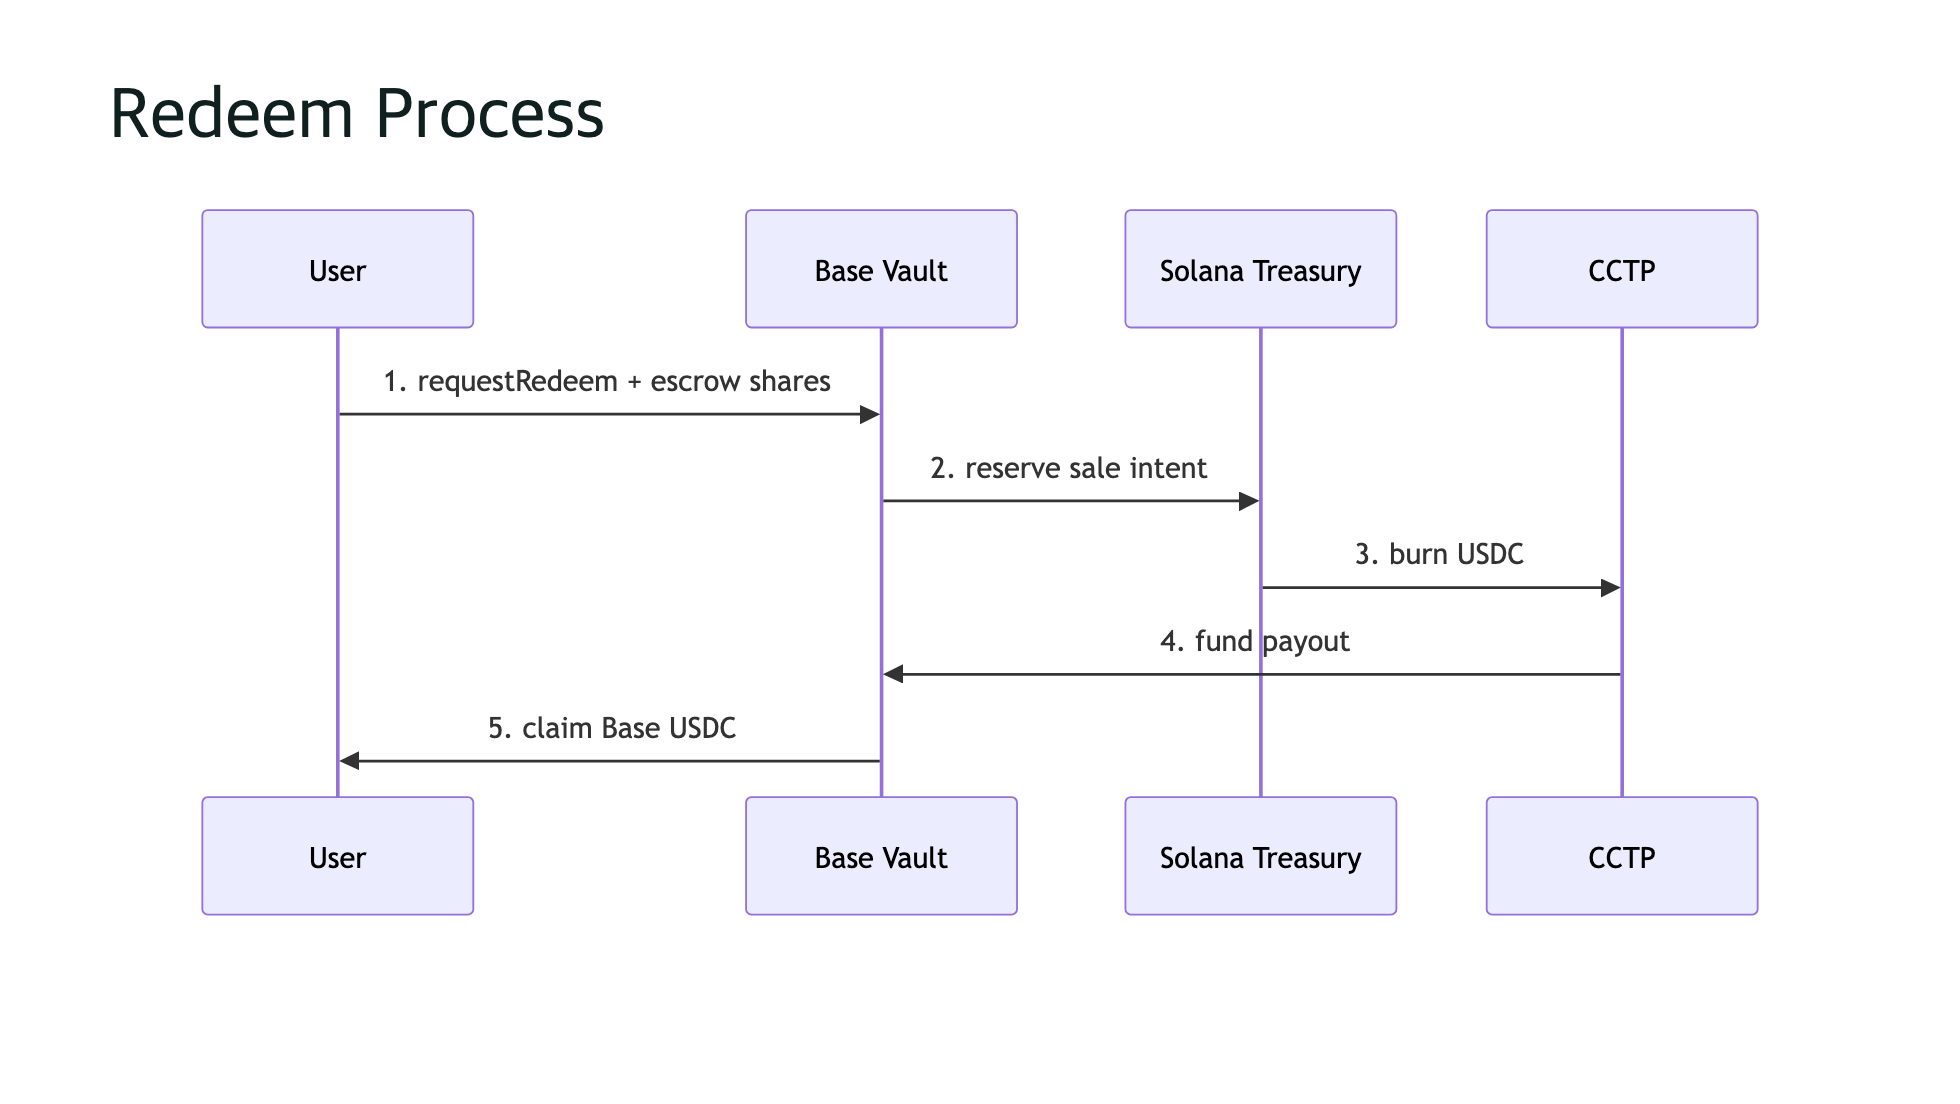 Redeem Process
User
Base Vault
Solana Treasury
CCTP
1. requestRedeem + escrow shares
2. reserve sale intent
3. burn USDC
4. fund payout
5. claim Base USDC
User
Base Vault
Solana Treasury
CCTP